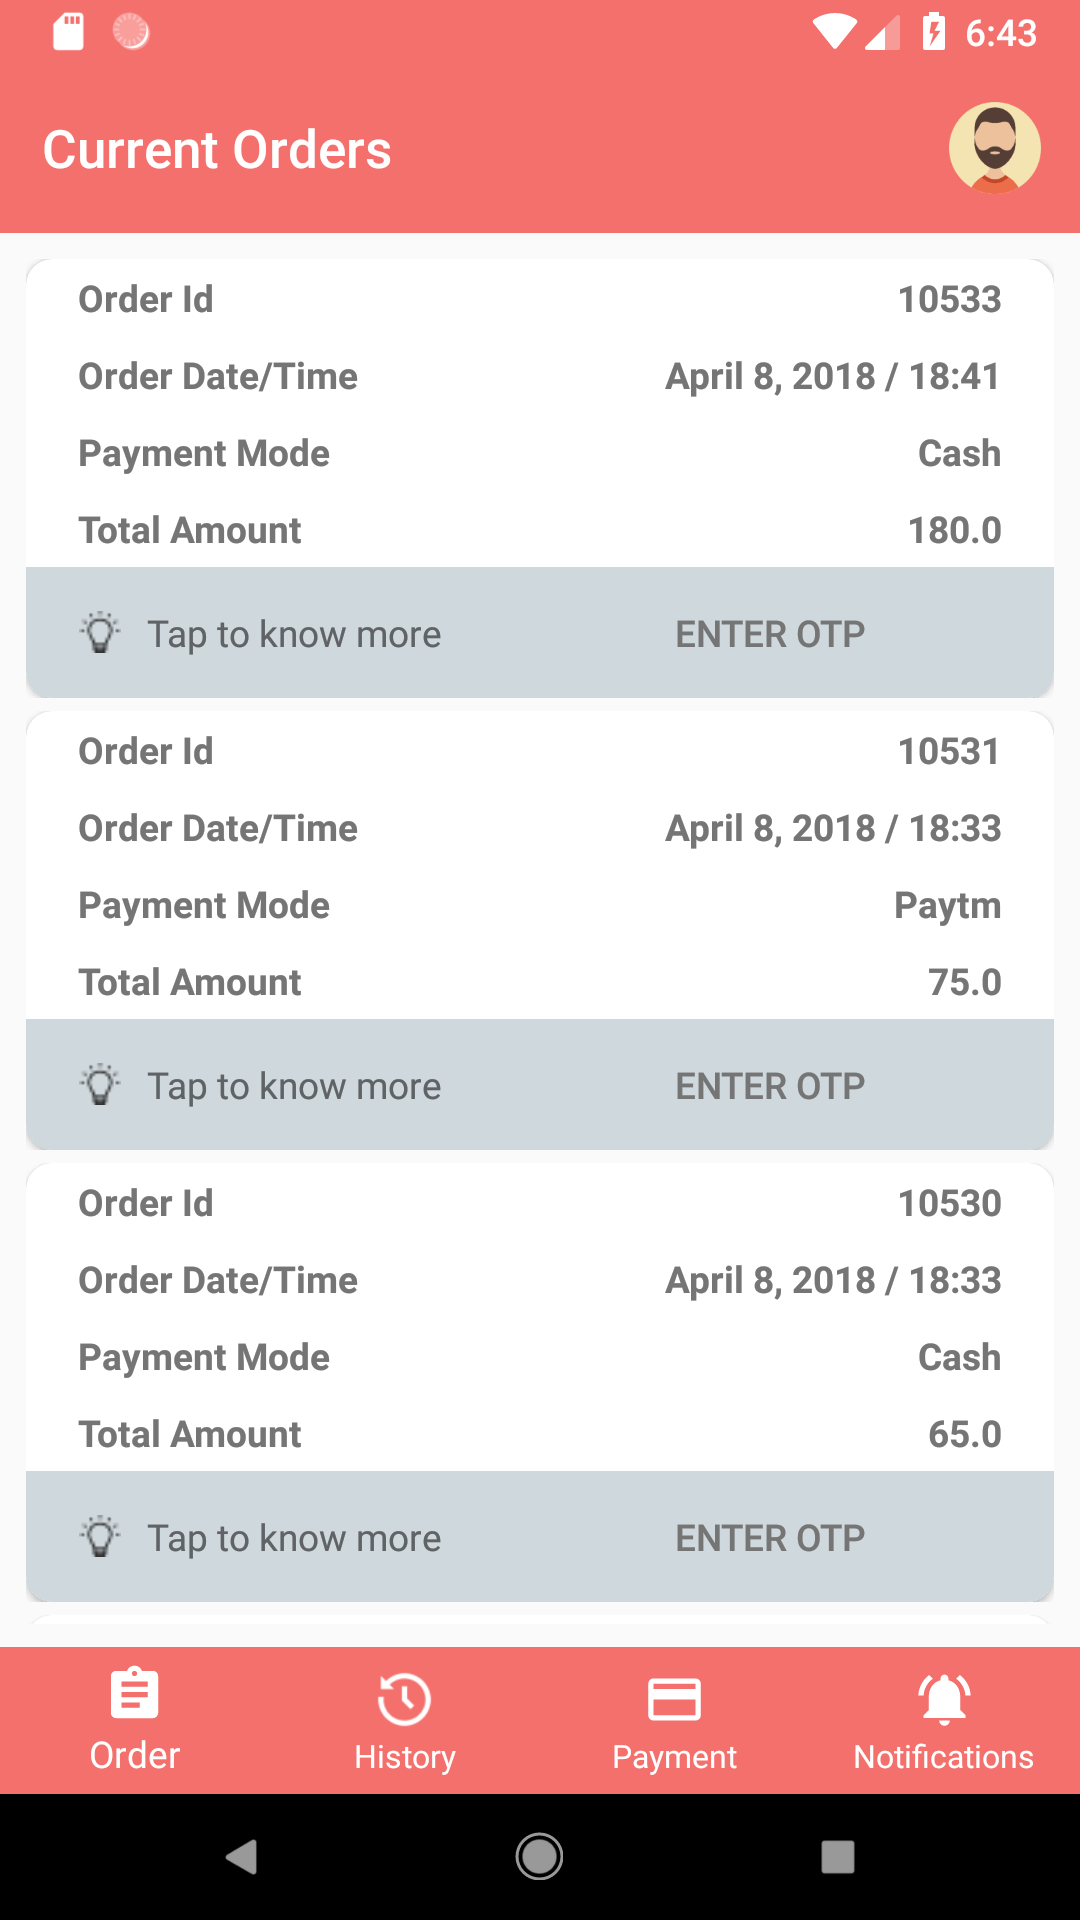 6:43
Current Orders
Order Id 10533
Order Date/Time April 8, 2018 / 18:41
Payment Mode Cash
Total Amount 180.0
Tap to know more ENTER OTP
Order Id 10531
Order Date/Time April 8, 2018 / 18:33
Payment Mode Paytm
Total Amount 75.0
Tap to know more ENTER OTP
Order Id 10530
Order Date/Time April 8, 2018 / 18:33
Payment Mode Cash
Total Amount 65.0
Tap to know more ENTER OTP
Order History Payment Notifications